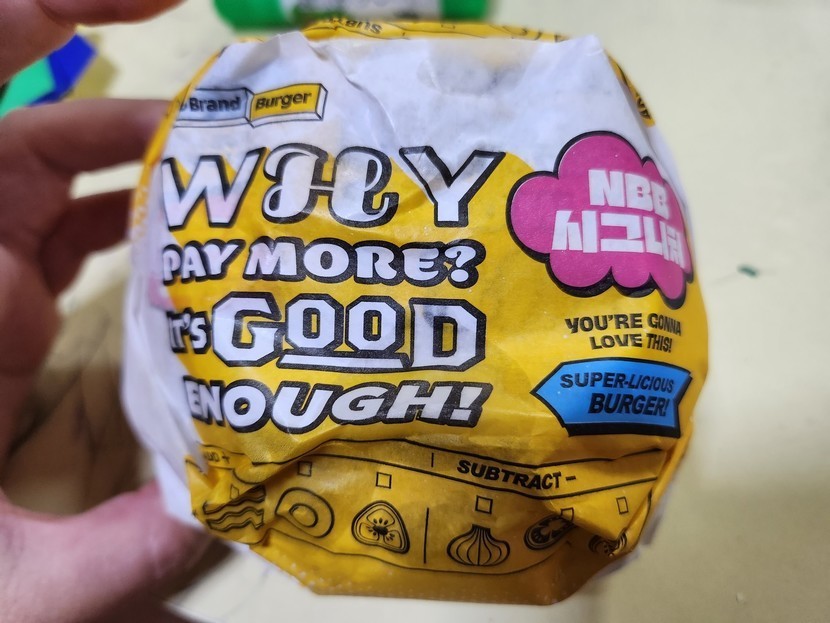 Brand Burger
WHY
PAY MORE?
IT'S GOOD
ENOUGH!
NBB
시그니처
YOU'RE GONNA
LOVE THIS!
SUPER-LICIOUS
BURGER!
SUBTRACT-